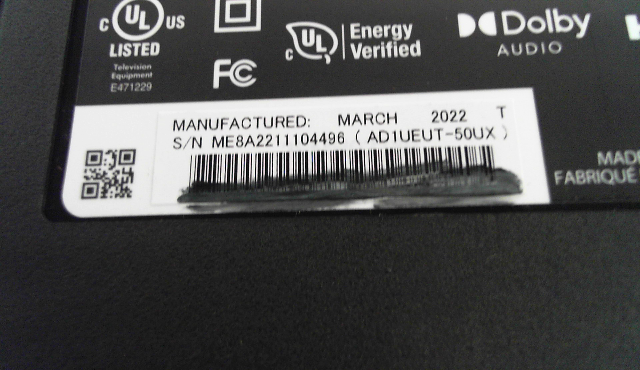 c UL US
LISTED
Television
Equipment
E471229
FC
c UL
Energy
Verified
Dolby
AUDIO
MANUFACTURED: MARCH 2022 T
S/N ME8A2211104496 ( AD1UEUT-50UX )
MADE
FABRIQUÉ